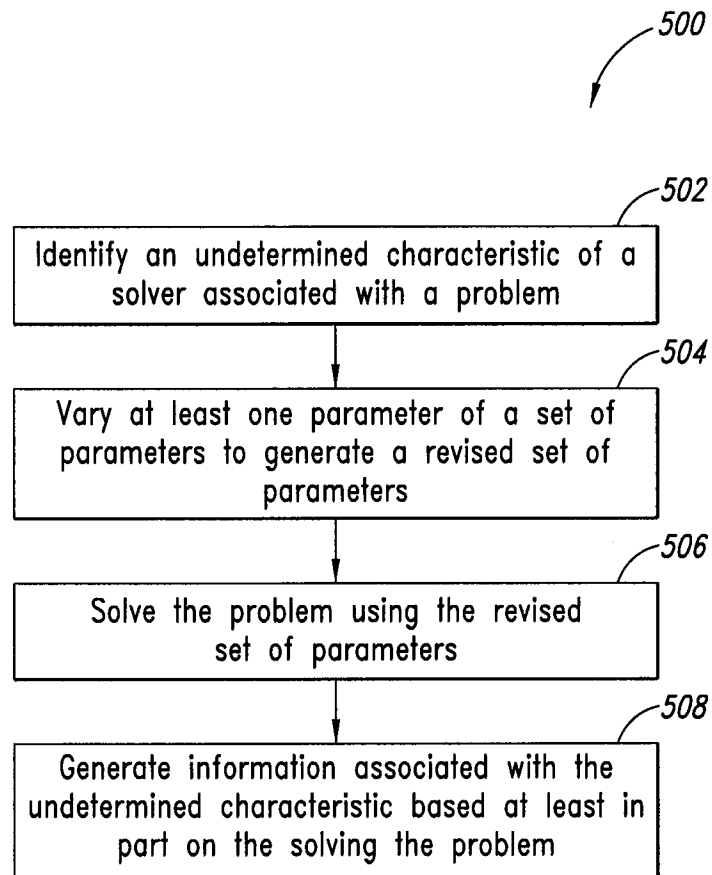 500
502
Identify an undetermined characteristic of a
solver associated with a problem
504
Vary at least one parameter of a set of
parameters to generate a revised set of
parameters
506
Solve the problem using the revised
set of parameters
508
Generate information associated with the
undetermined characteristic based at least in
part on the solving the problem